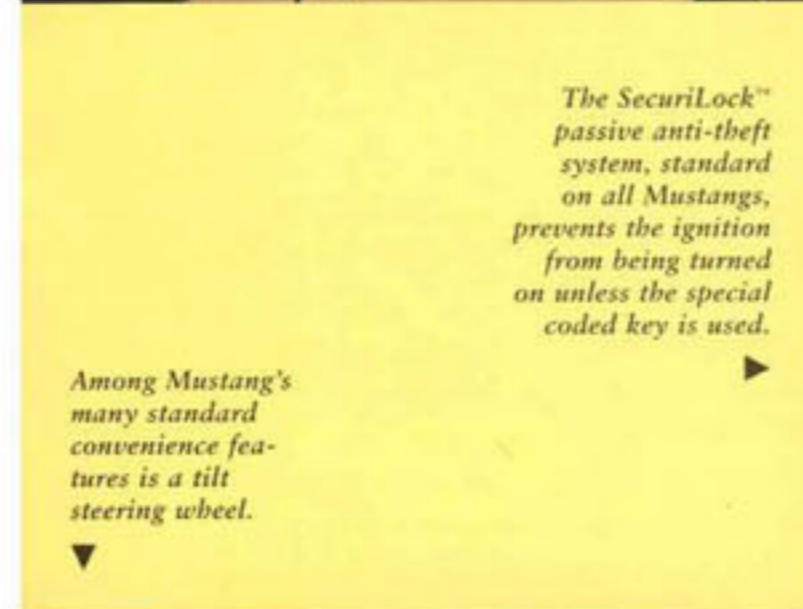 The SecuriLock™
passive anti-theft
system, standard
on all Mustangs,
prevents the ignition
from being turned
on unless the special
coded key is used.
Among Mustang's
many standard
convenience fea-
tures is a tilt
steering wheel.